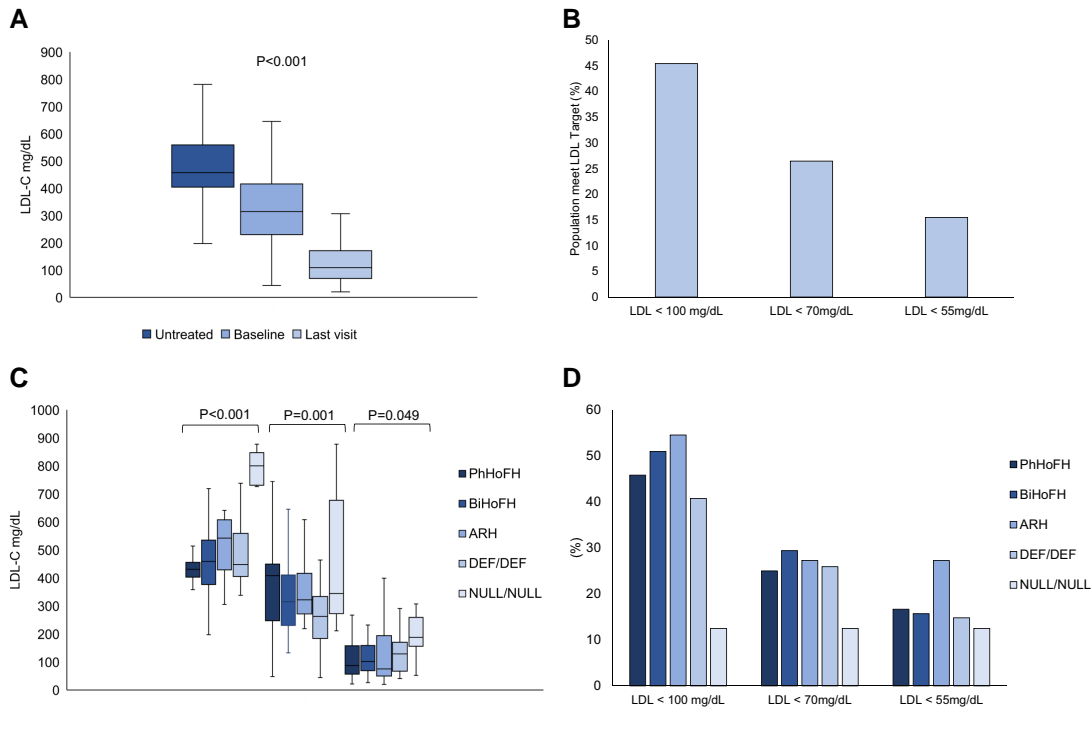 A
LDL-C mg/dL
900
800
700
600
500
400
300
200
100
0
P<0.001
Untreated Baseline Last visit
B
Population meet LDL Target (%)
50
45
40
35
30
25
20
15
10
5
0
LDL < 100 mg/dL LDL < 70mg/dL LDL < 55mg/dL
C
LDL-C mg/dL
1000
900
800
700
600
500
400
300
200
100
0
P<0.001 P=0.001 P=0.049
PhHoFH
BiHoFH
ARH
DEF/DEF
NULL/NULL
D
(%)
60
50
40
30
20
10
0
LDL < 100 mg/dL LDL < 70mg/dL LDL < 55mg/dL
PhHoFH
BiHoFH
ARH
DEF/DEF
NULL/NULL